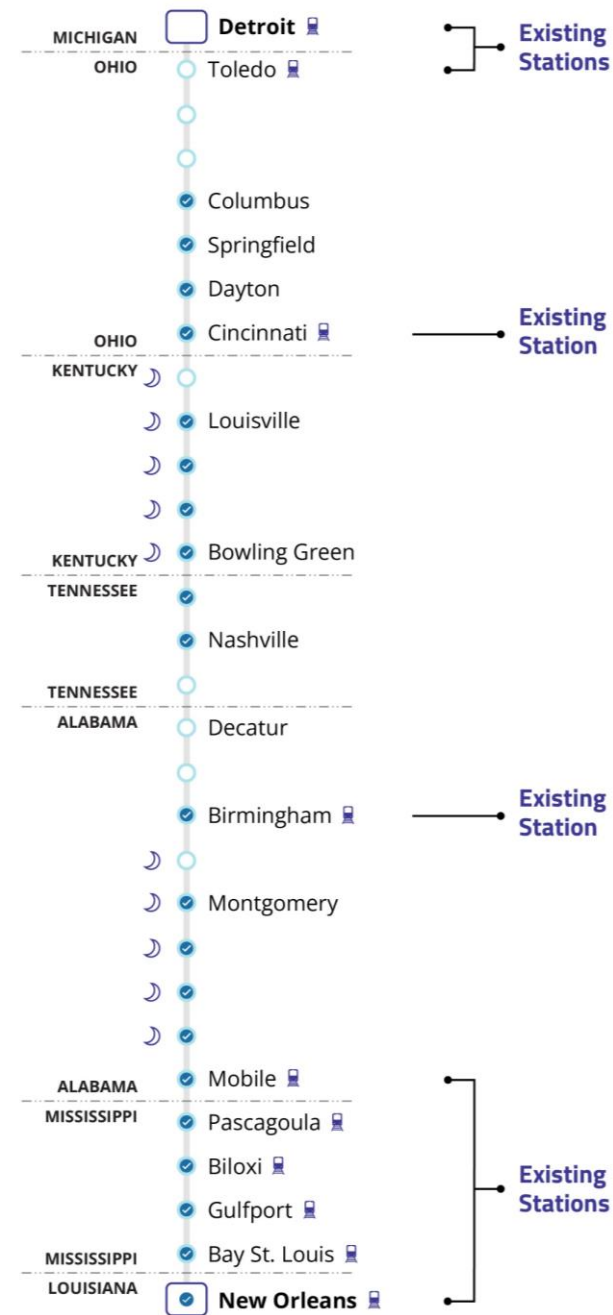 Detroit
Existing
Stations
MICHIGAN
OHIO
Toledo
Columbus
Springfield
Dayton
Cincinnati
Existing
Station
OHIO
KENTUCKY
Louisville
Bowling Green
KENTUCKY
TENNESSEE
Nashville
TENNESSEE
ALABAMA
Decatur
Birmingham
Existing
Station
Montgomery
Mobile
ALABAMA
MISSISSIPPI
Pascagoula
Biloxi
Existing
Stations
Gulfport
Bay St. Louis
MISSISSIPPI
LOUISIANA
New Orleans